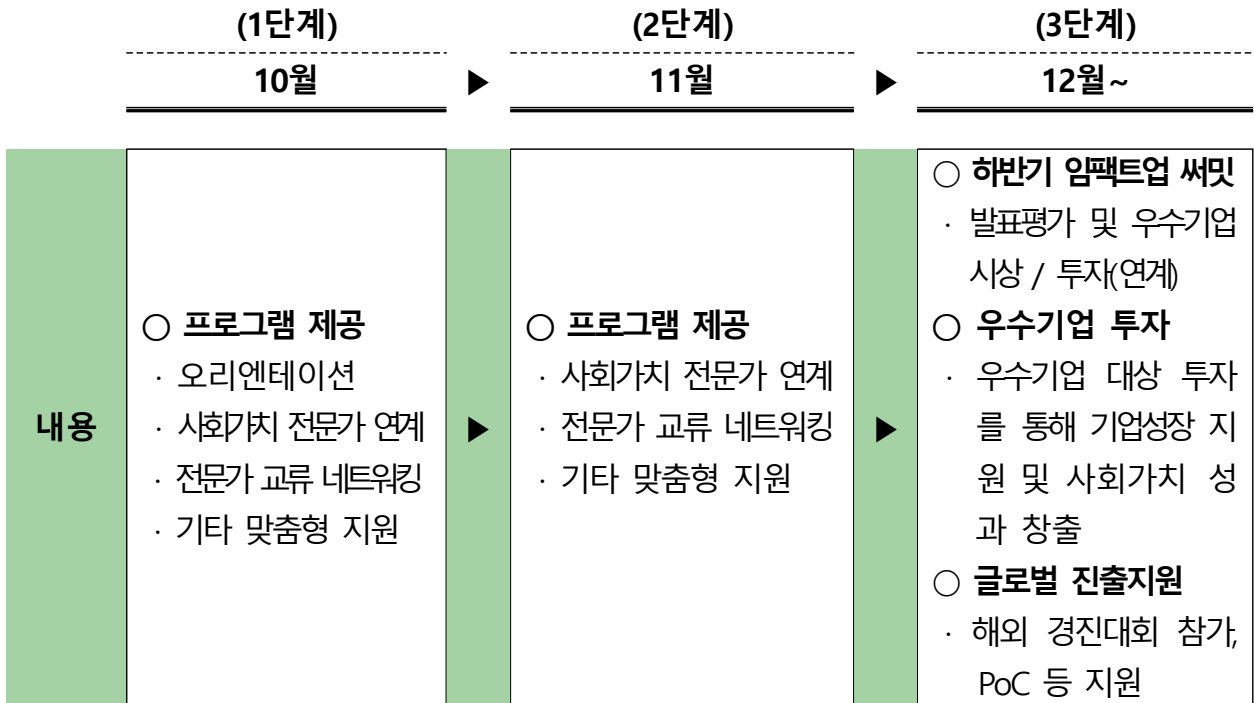 (1단계)
10월
▶
(2단계)
11월
▶
(3단계)
12월~
내용
○ 프로그램 제공
· 오리엔테이션
· 사회가치 전문가 연계
· 전문가 교류 네트워킹
· 기타 맞춤형 지원
▶
○ 프로그램 제공
· 사회가치 전문가 연계
· 전문가 교류 네트워킹
· 기타 맞춤형 지원
▶
○ 하반기 임팩트업 써밋
· 발표평가 및 우수기업
시상 / 투자(연계)
○ 우수기업 투자
· 우수기업 대상 투자
를 통해 기업성장 지
원 및 사회가치 성
과 창출
○ 글로벌 진출지원
· 해외 경진대회 참가,
PoC 등 지원